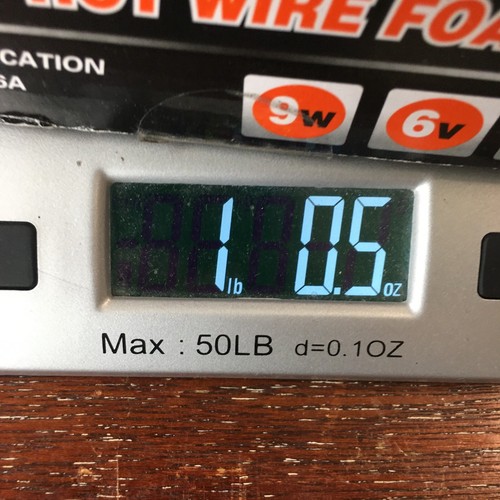 HOT WIRE FOA
CATION
SA
9w 6v
1 lb 0.5 oz
Max : 50LB d=0.1OZ